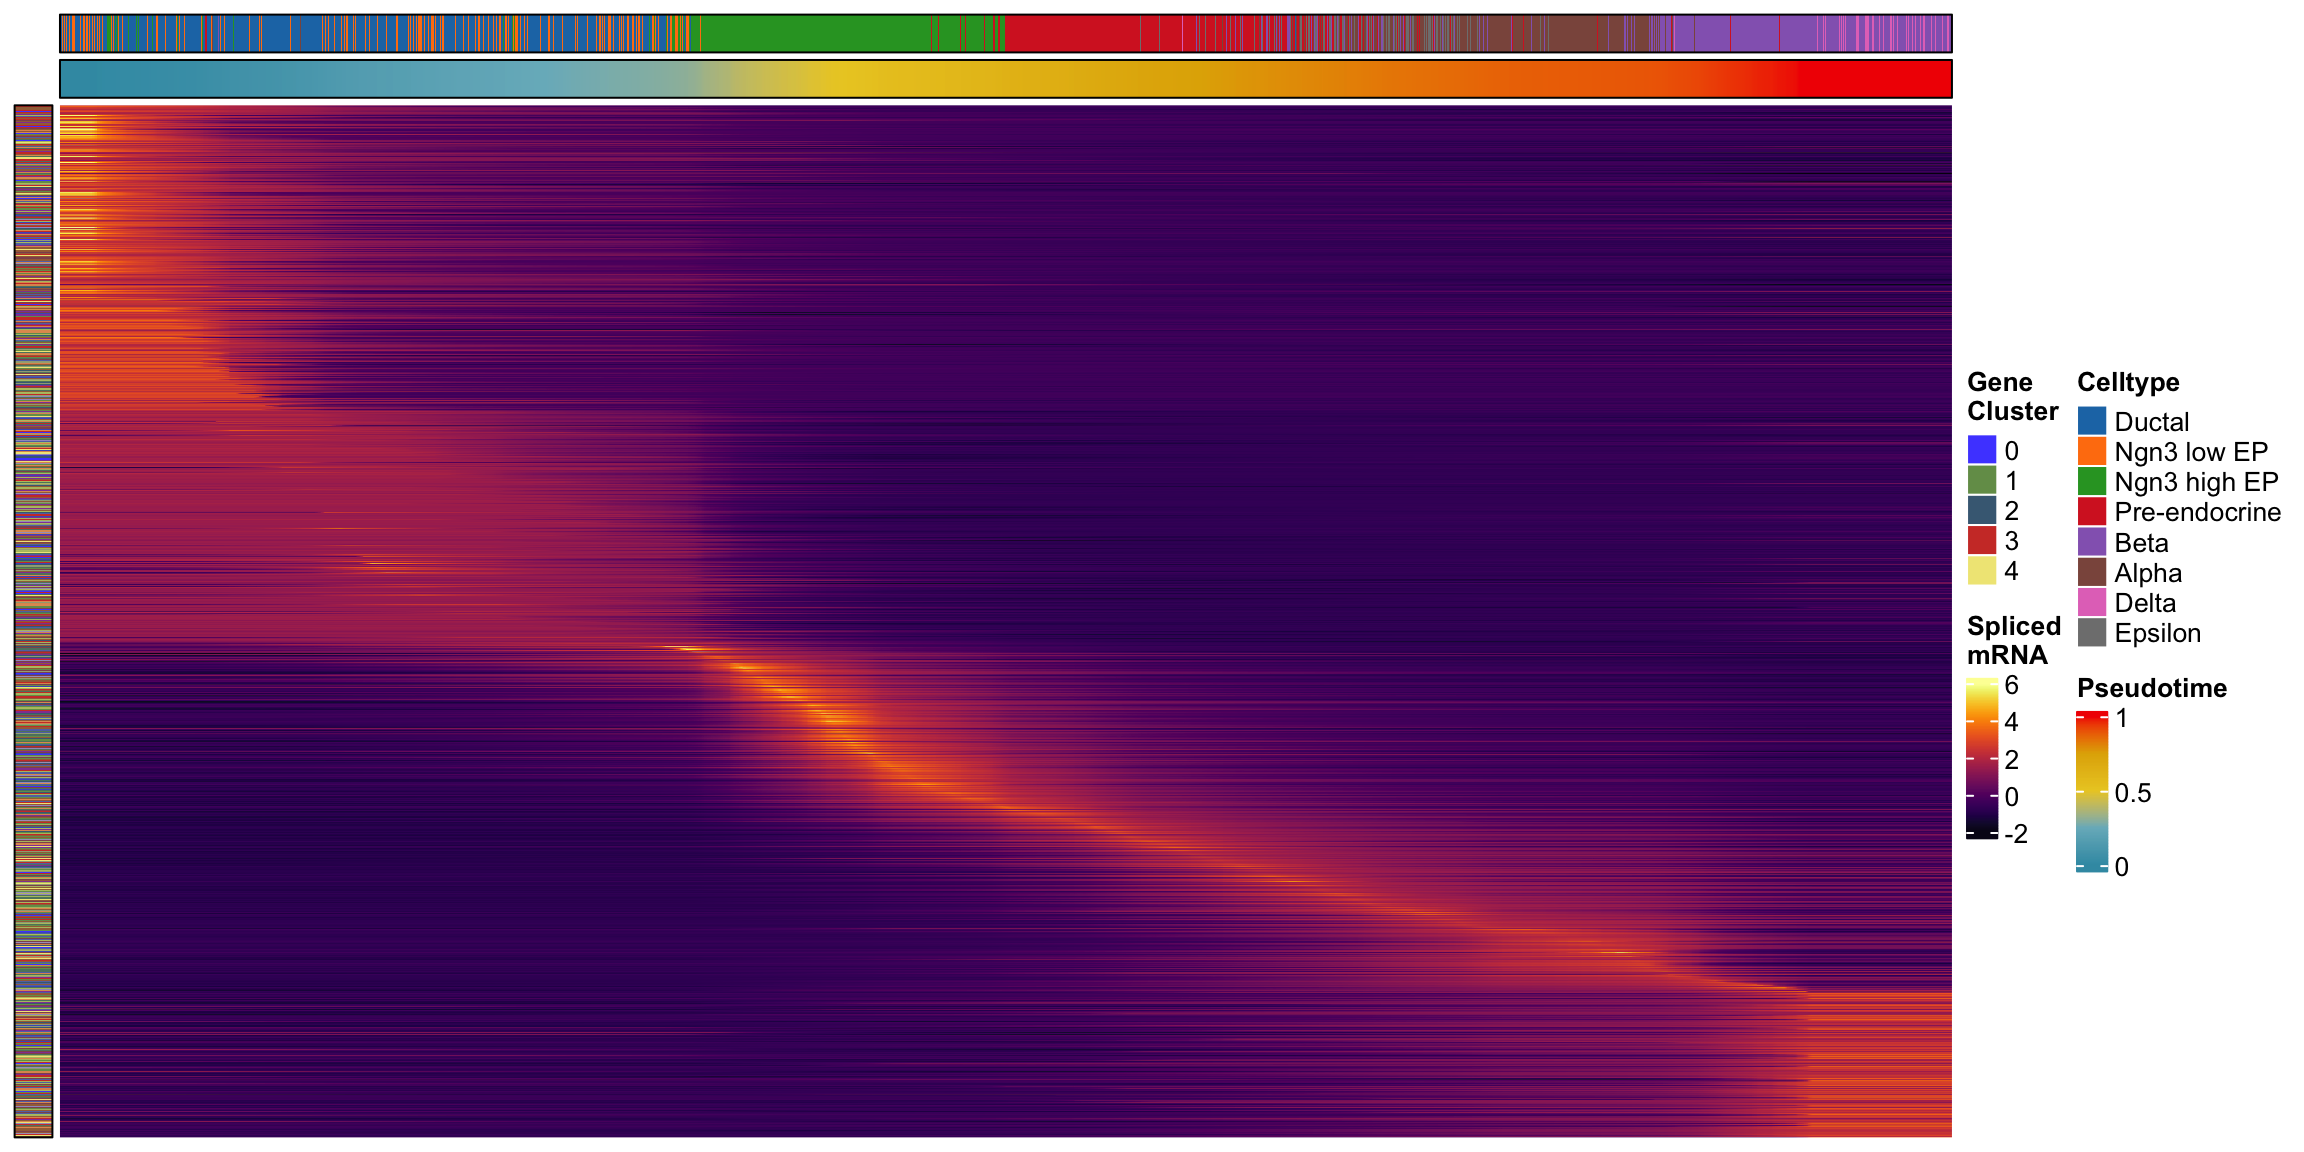 Gene
Cluster
0
1
2
3
4
Spliced
mRNA
6
4
2
0
-2
Celltype
Ductal
Ngn3 low EP
Ngn3 high EP
Pre-endocrine
Beta
Alpha
Delta
Epsilon
Pseudotime
1
0.5
0